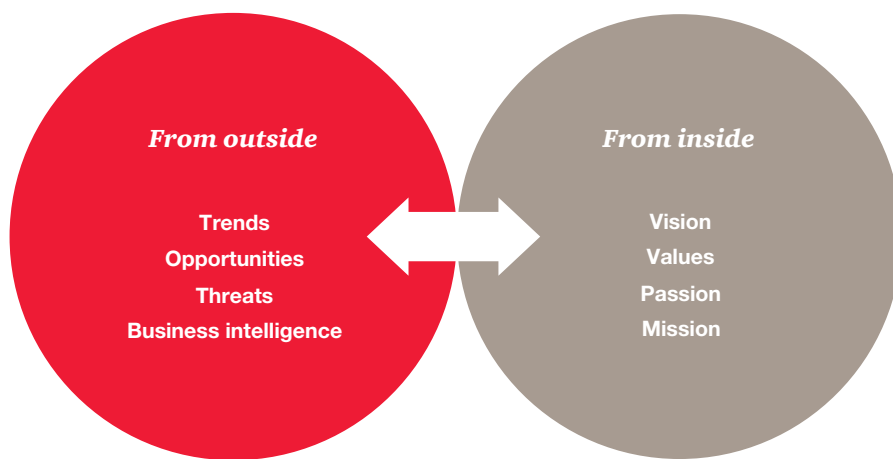 From outside
Trends
Opportunities
Threats
Business intelligence
From inside
Vision
Values
Passion
Mission